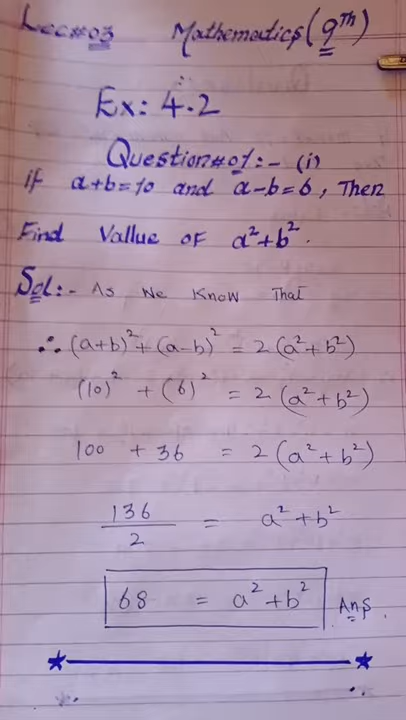 Lec#03 Mathematics(9Th)
Ex: 4.2
Question#01:- (i)
if a+b=10 and a-b=6, Then
Find Vallue OF a²+b².
Sol:- As We Know That
∴ (a+b)²+(a-b)² = 2(a²+b²)
(10)² + (6)² = 2(a²+b²)
100 + 36 = 2(a²+b²)
136/2 = a²+b²
68 = a²+b² Ans.